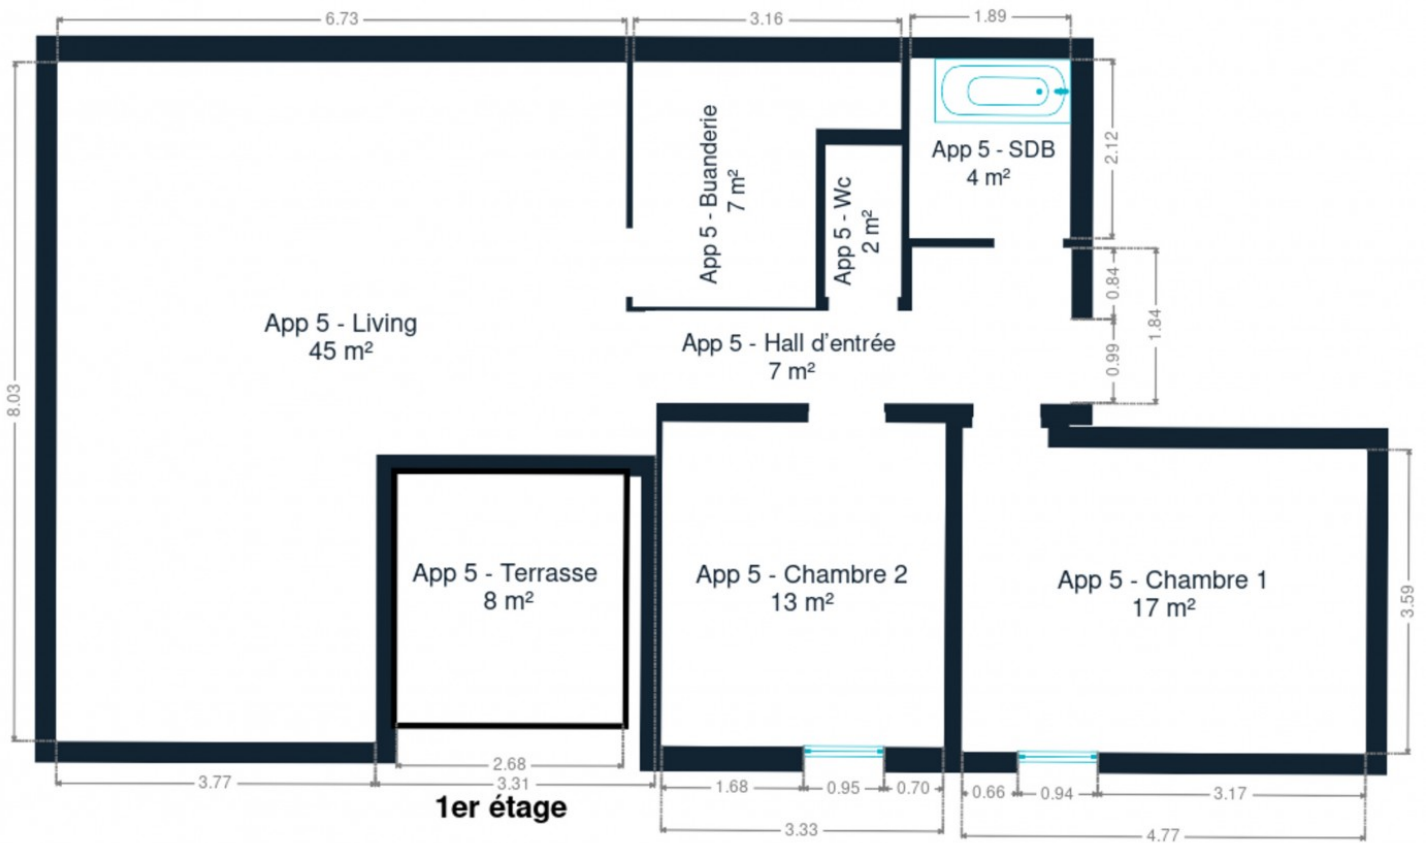 6.73
3.16
1.89
App 5 - Buanderie
7 m²
App 5 - Wc
2 m²
App 5 - SDB
4 m²
2.12
0.84
0.99
1.84
App 5 - Living
45 m²
App 5 - Hall d'entrée
7 m²
8.03
App 5 - Terrasse
8 m²
App 5 - Chambre 2
13 m²
App 5 - Chambre 1
17 m²
3.59
2.68
3.77
3.31
1.68
0.95
0.70
0.66
0.94
3.17
1er étage
3.33
4.77